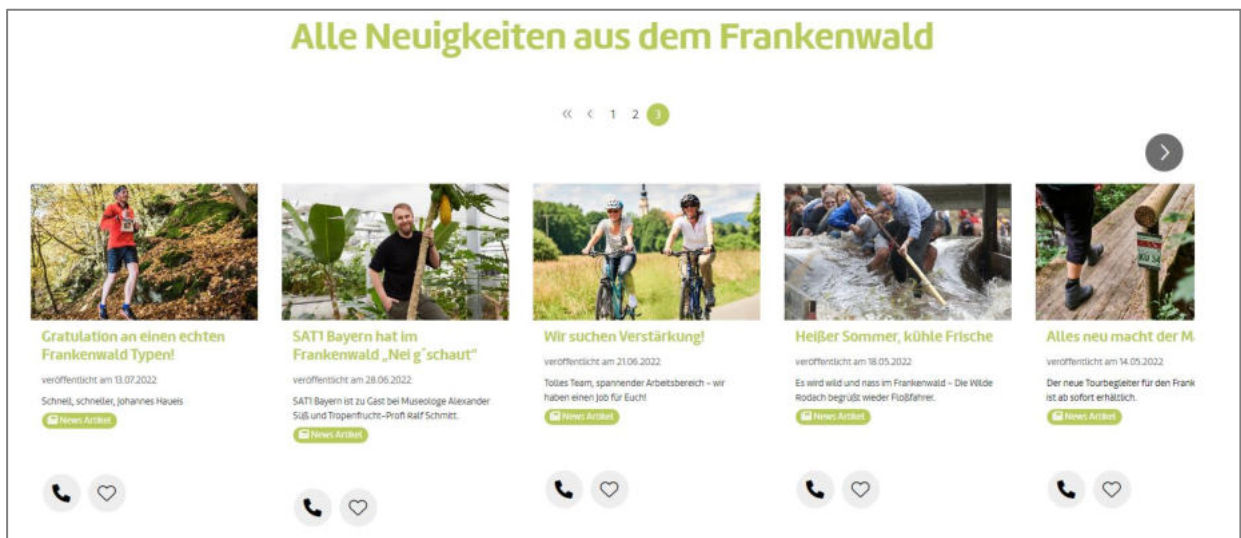 Alle Neuigkeiten aus dem Frankenwald
« ‹ 1 2 3
Gratulation an einen echten
Frankenwald Typen!
veröffentlicht am 13.07.2022
Schnell, schneller, Johannes Haueis
News Artikel
SAT1 Bayern hat im
Frankenwald „Nei g´schaut"
veröffentlicht am 28.06.2022
SAT1 Bayern ist zu Gast bei Museologe Alexander
Süß und Tropenfrucht-Profi Ralf Schmitt.
News Artikel
Wir suchen Verstärkung!
veröffentlicht am 21.06.2022
Tolles Team, spannender Arbeitsbereich – wir
haben einen Job für Euch!
News Artikel
Heißer Sommer, kühle Frische
veröffentlicht am 18.05.2022
Es wird wild und nass im Frankenwald – Die Wilde
Rodach begrüßt wieder Floßfahrer.
News Artikel
Alles neu macht der M
veröffentlicht am 14.05.2022
Der neue Tourbegleiter für den Frank
ist ab sofort erhältlich.
News Artikel
KU 54